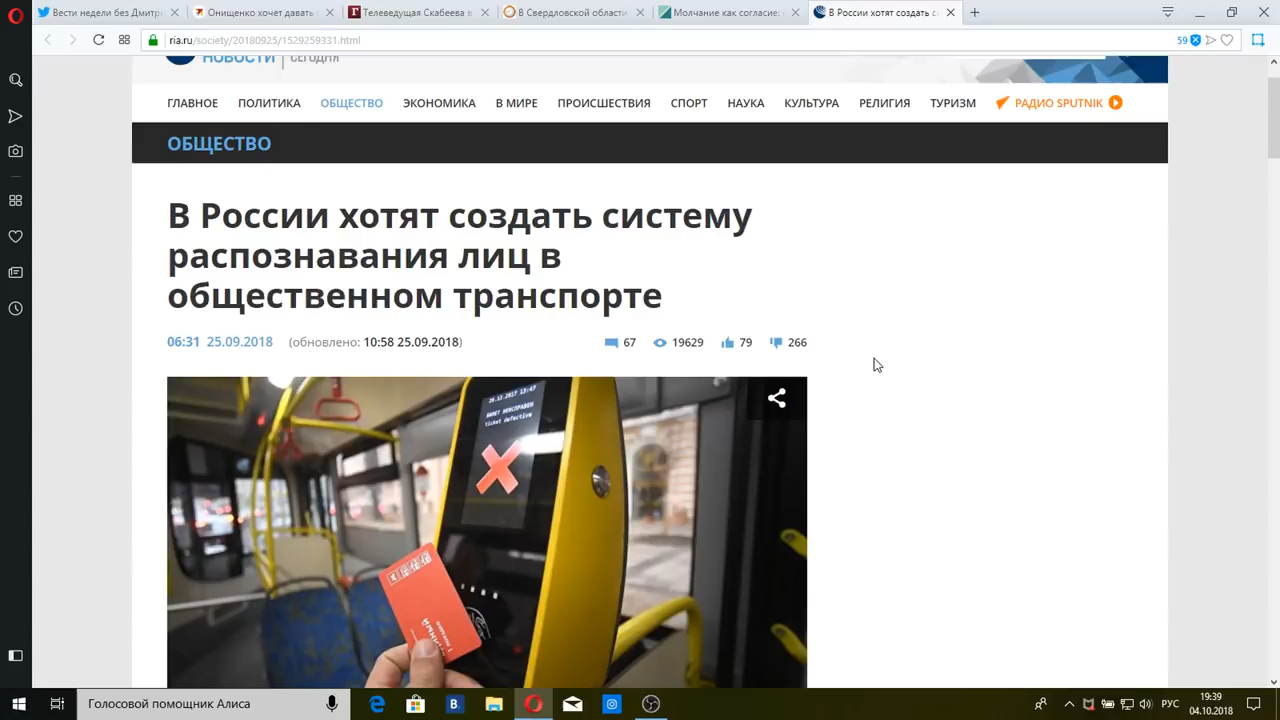 Вести недели без Дмитр
Онищенко хочет давать
Телеведущая Скабеева в
В Свердловской област
Молчание как согласие:
В России хотят создать с
ria.ru/society/20180925/1529259331.html
59
НОВОСТИ
сегодня
ГЛАВНОЕ ПОЛИТИКА ОБЩЕСТВО ЭКОНОМИКА В МИРЕ ПРОИСШЕСТВИЯ СПОРТ НАУКА КУЛЬТУРА РЕЛИГИЯ ТУРИЗМ РАДИО SPUTNIK
ОБЩЕСТВО
В России хотят создать систему
распознавания лиц в
общественном транспорте
06:31 25.09.2018 (обновлено: 10:58 25.09.2018)
67 19629 79 266
БИЛЕТ НЕИСПРАВЕН
ticket defective
Голосовой помощник Алиса
РУС
19:39
04.10.2018